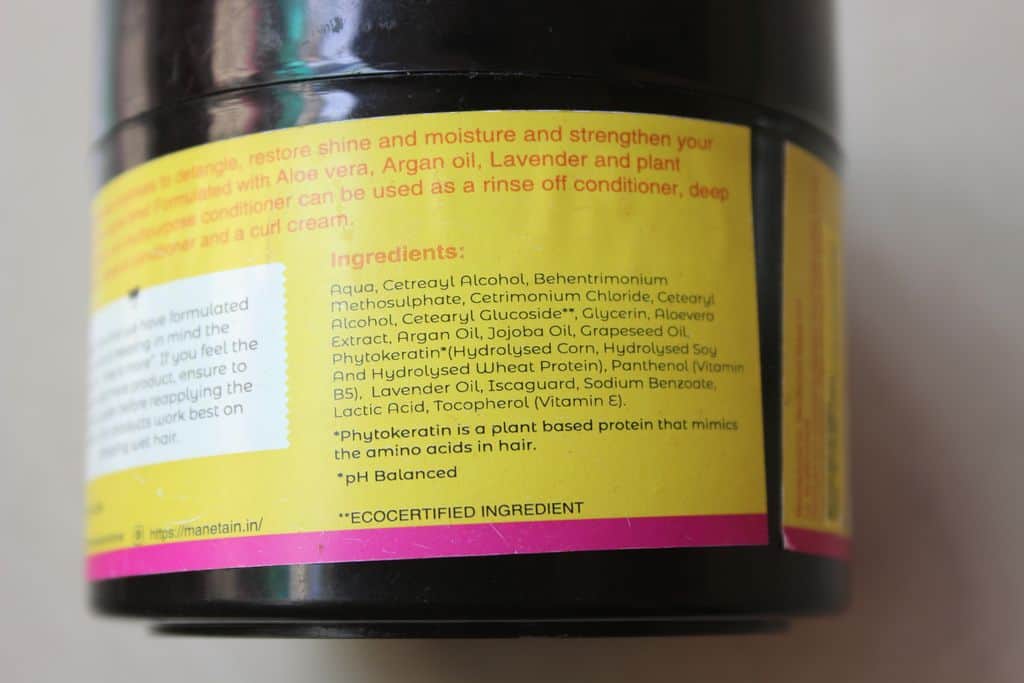 to detangle, restore shine and moisture and strengthen your
and Formulated with Aloe vera, Argan oil, Lavender and plant
conditioner can be used as a rinse off conditioner, deep
conditioner and a curl cream.
Ingredients:
Aqua, Cetreayl Alcohol, Behentrimonium
Methosulphate, Cetrimonium Chloride, Cetearyl
Alcohol, Cetearyl Glucoside**, Glycerin, Aloevera
Extract, Argan Oil, Jojoba Oil, Grapeseed Oil,
Phytokeratin*(Hydrolysed Corn, Hydrolysed Soy
And Hydrolysed Wheat Protein), Panthenol (Vitamin
B5), Lavender Oil, Iscaguard, Sodium Benzoate,
Lactic Acid, Tocopherol (Vitamin E).
*Phytokeratin is a plant based protein that mimics
the amino acids in hair.
*pH Balanced
**ECOCERTIFIED INGREDIENT
have formulated
in mind the
If you feel the
product, ensure to
before reapplying the
products work best on
wet hair.
https://manetain.in/